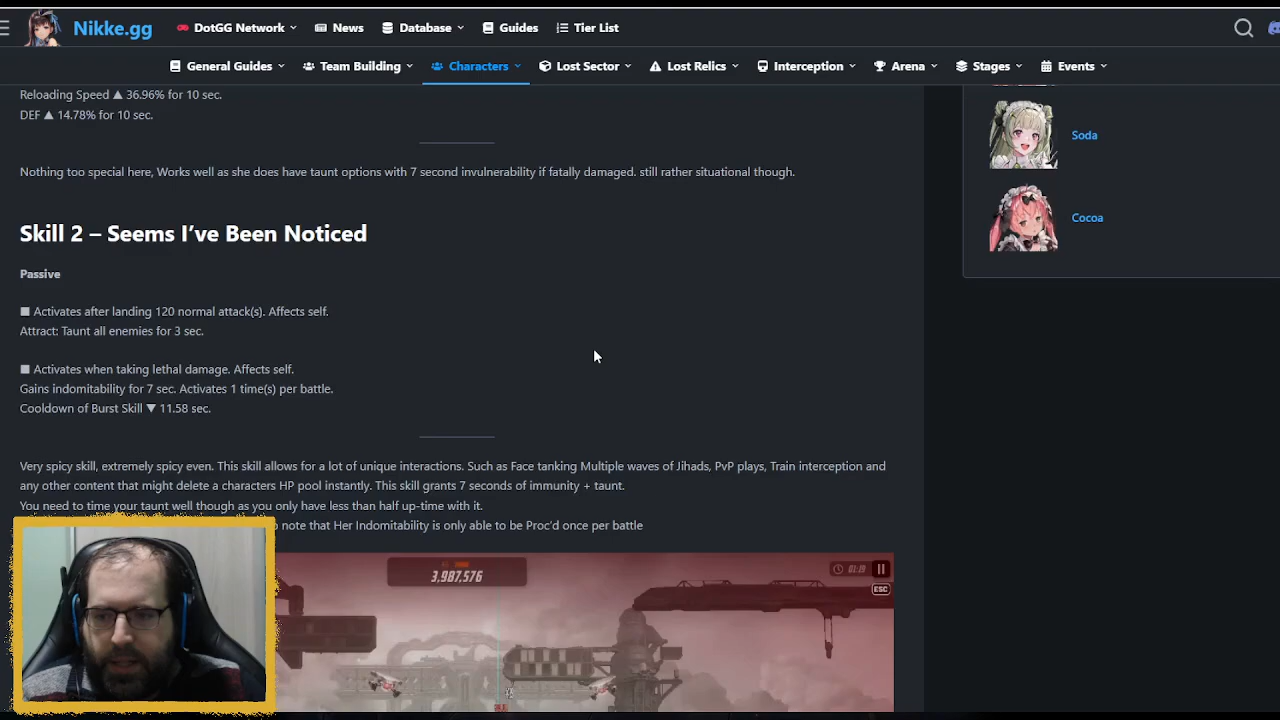 Nikke.gg
DotGG Network
News
Database
Guides
Tier List
General Guides
Team Building
Characters
Lost Sector
Lost Relics
Interception
Arena
Stages
Events
Reloading Speed ▲ 36.96% for 10 sec.
DEF ▲ 14.78% for 10 sec.
Nothing too special here, Works well as she does have taunt options with 7 second invulnerability if fatally damaged. still rather situational though.
Skill 2 – Seems I’ve Been Noticed
Passive
■ Activates after landing 120 normal attack(s). Affects self.
Attract: Taunt all enemies for 3 sec.
■ Activates when taking lethal damage. Affects self.
Gains indomitability for 7 sec. Activates 1 time(s) per battle.
Cooldown of Burst Skill ▼ 11.58 sec.
Very spicy skill, extremely spicy even. This skill allows for a lot of unique interactions. Such as Face tanking Multiple waves of Jihads, PvP plays, Train interception and
any other content that might delete a characters HP pool instantly. This skill grants 7 seconds of immunity + taunt.
You need to time your taunt well though as you only have less than half up-time with it.
note that Her Indomitability is only able to be Proc’d once per battle
3,987,576
01:19
ESC
Soda
Cocoa